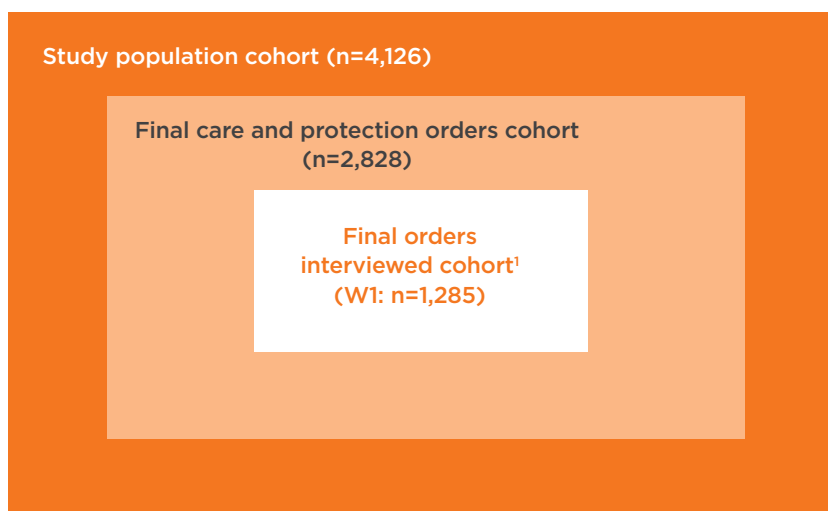 Study population cohort (n=4,126)
Final care and protection orders cohort
(n=2,828)
Final orders
interviewed cohort¹
(W1: n=1,285)